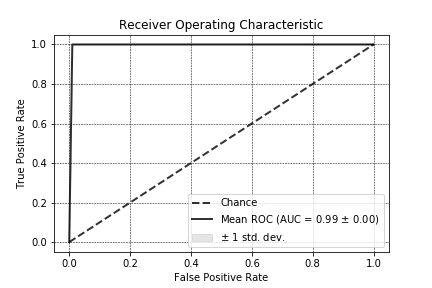 Receiver Operating Characteristic
True Positive Rate
1.0
0.8
0.6
0.4
0.2
0.0
Chance
Mean ROC (AUC = 0.99 ± 0.00)
± 1 std. dev.
0.0 0.2 0.4 0.6 0.8 1.0
False Positive Rate